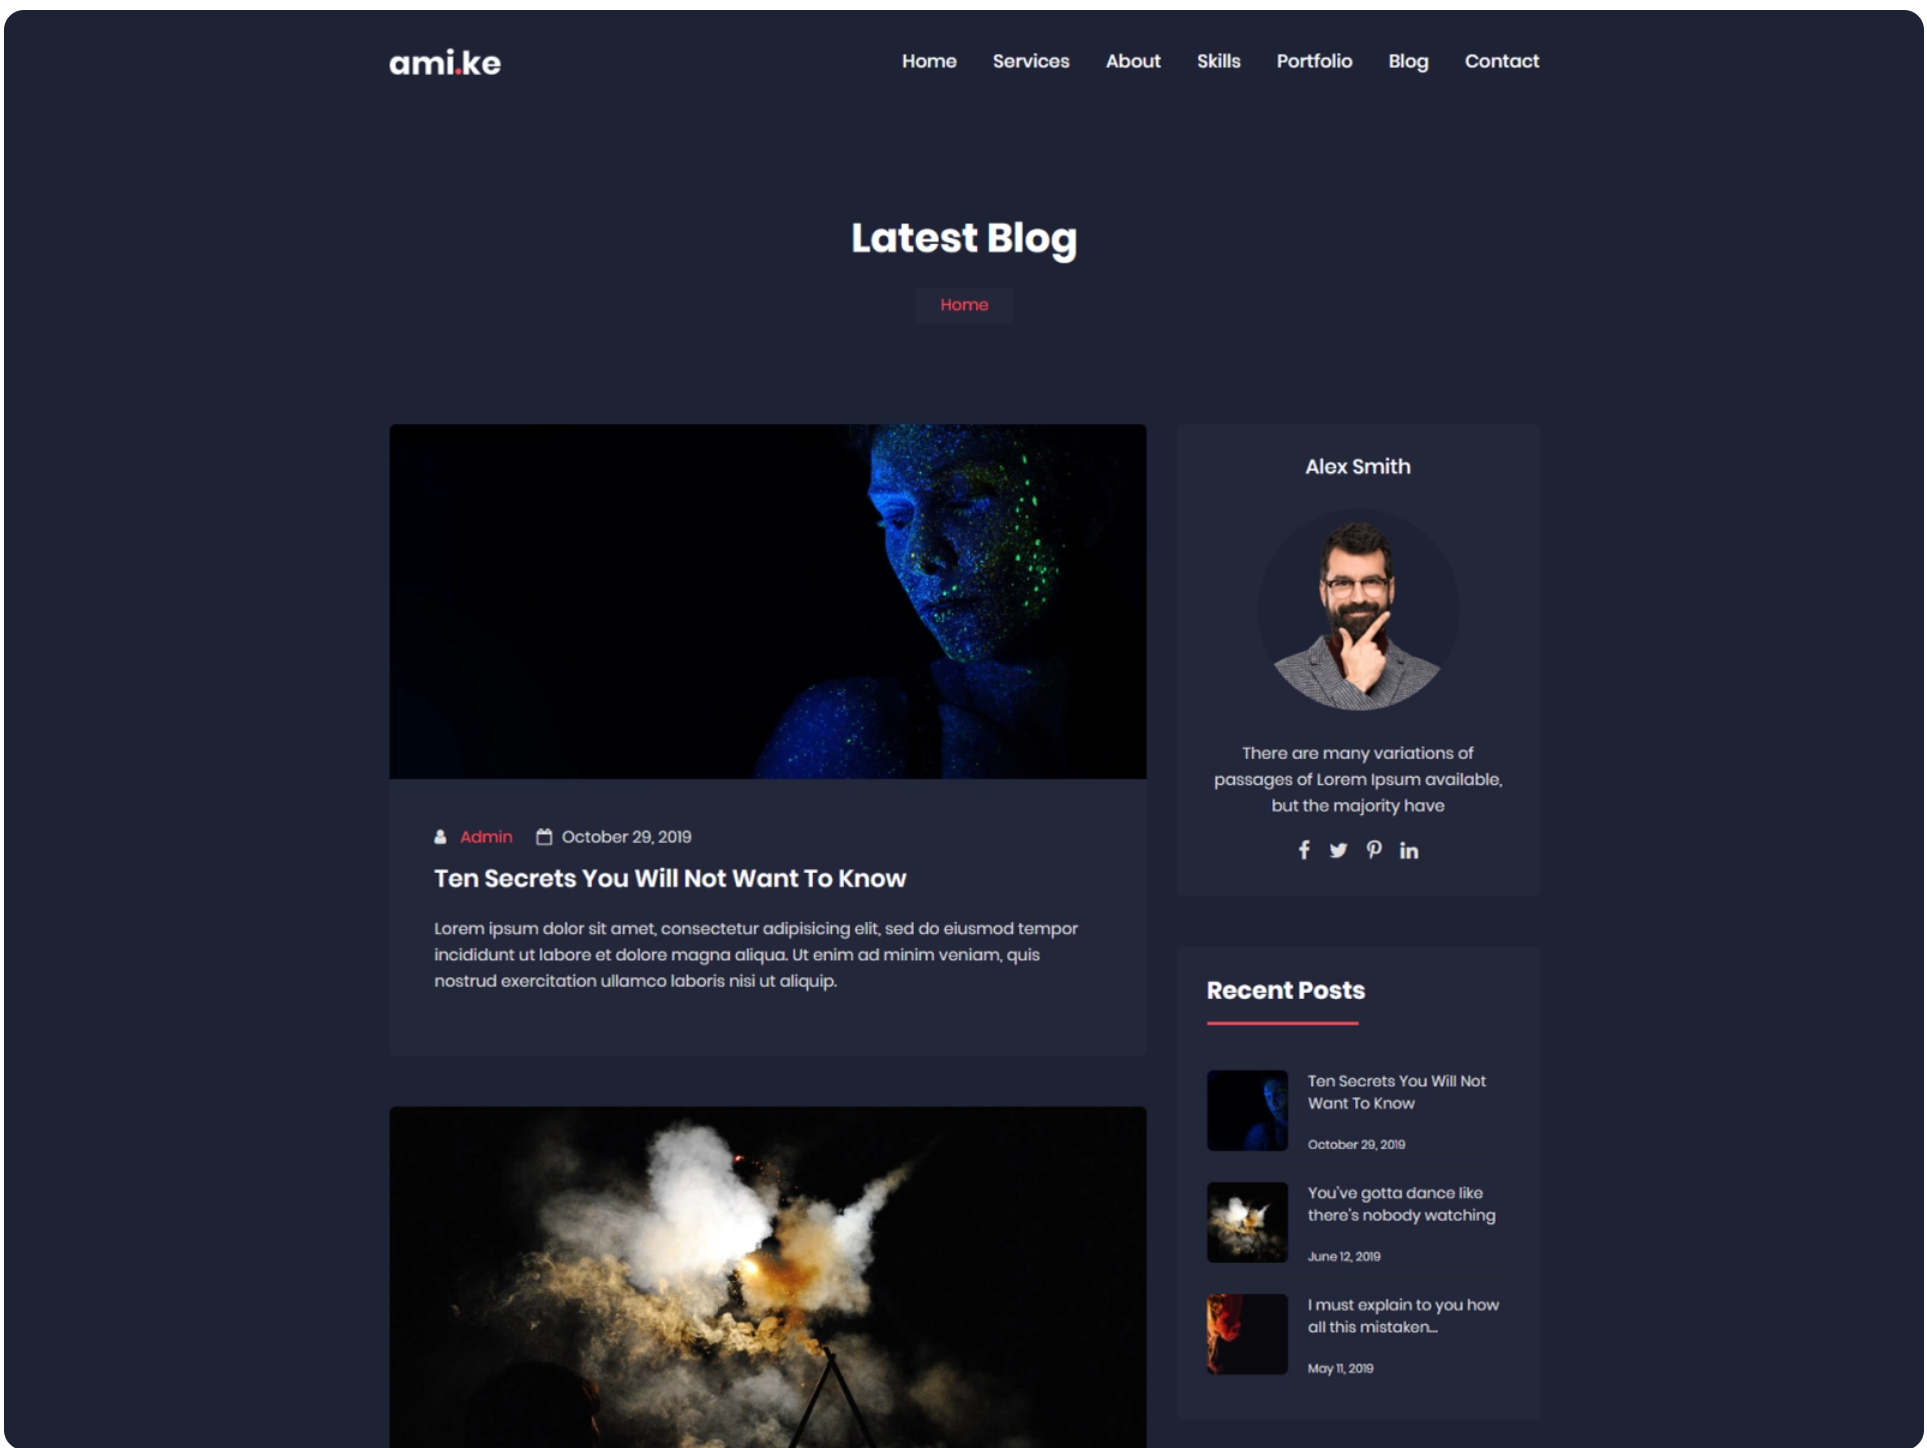 ami.ke
Home Services About Skills Portfolio Blog Contact
Latest Blog
Home
Admin October 29, 2019
Ten Secrets You Will Not Want To Know
Lorem ipsum dolor sit amet, consectetur adipisicing elit, sed do eiusmod tempor
incididunt ut labore et dolore magna aliqua. Ut enim ad minim veniam, quis
nostrud exercitation ullamco laboris nisi ut aliquip.
Alex Smith
There are many variations of
passages of Lorem Ipsum available,
but the majority have
Recent Posts
Ten Secrets You Will Not
Want To Know
October 29, 2019
You've gotta dance like
there's nobody watching
June 12, 2019
I must explain to you how
all this mistaken...
May 11, 2019